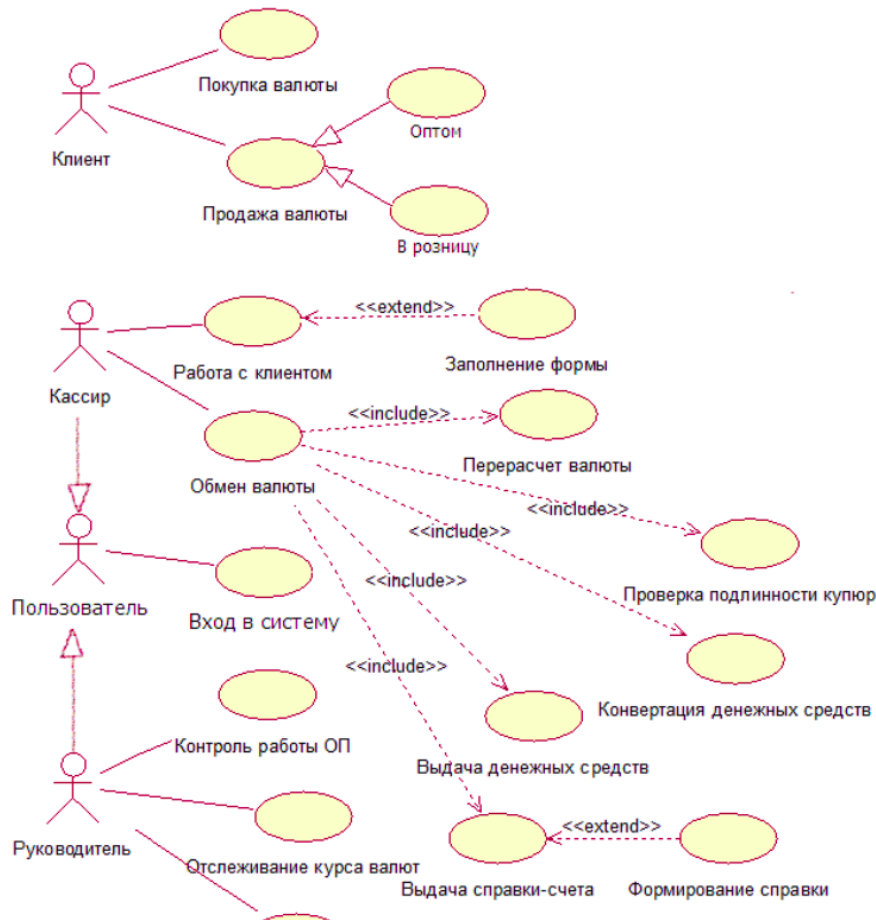 Покупка валюты
Оптом
Клиент
Продажа валюты
В розницу
<<extend>>
Заполнение формы
Работа с клиентом
Кассир
<<include>>
Перерасчет валюты
Обмен валюты
<<include>>
<<include>>
<<include>>
Проверка подлинности купюр
Пользователь
Вход в систему
<<include>>
Конвертация денежных средств
Контроль работы ОП
Выдача денежных средств
<<extend>>
Руководитель
Отслеживание курса валют
Выдача справки-счета
Формирование справки